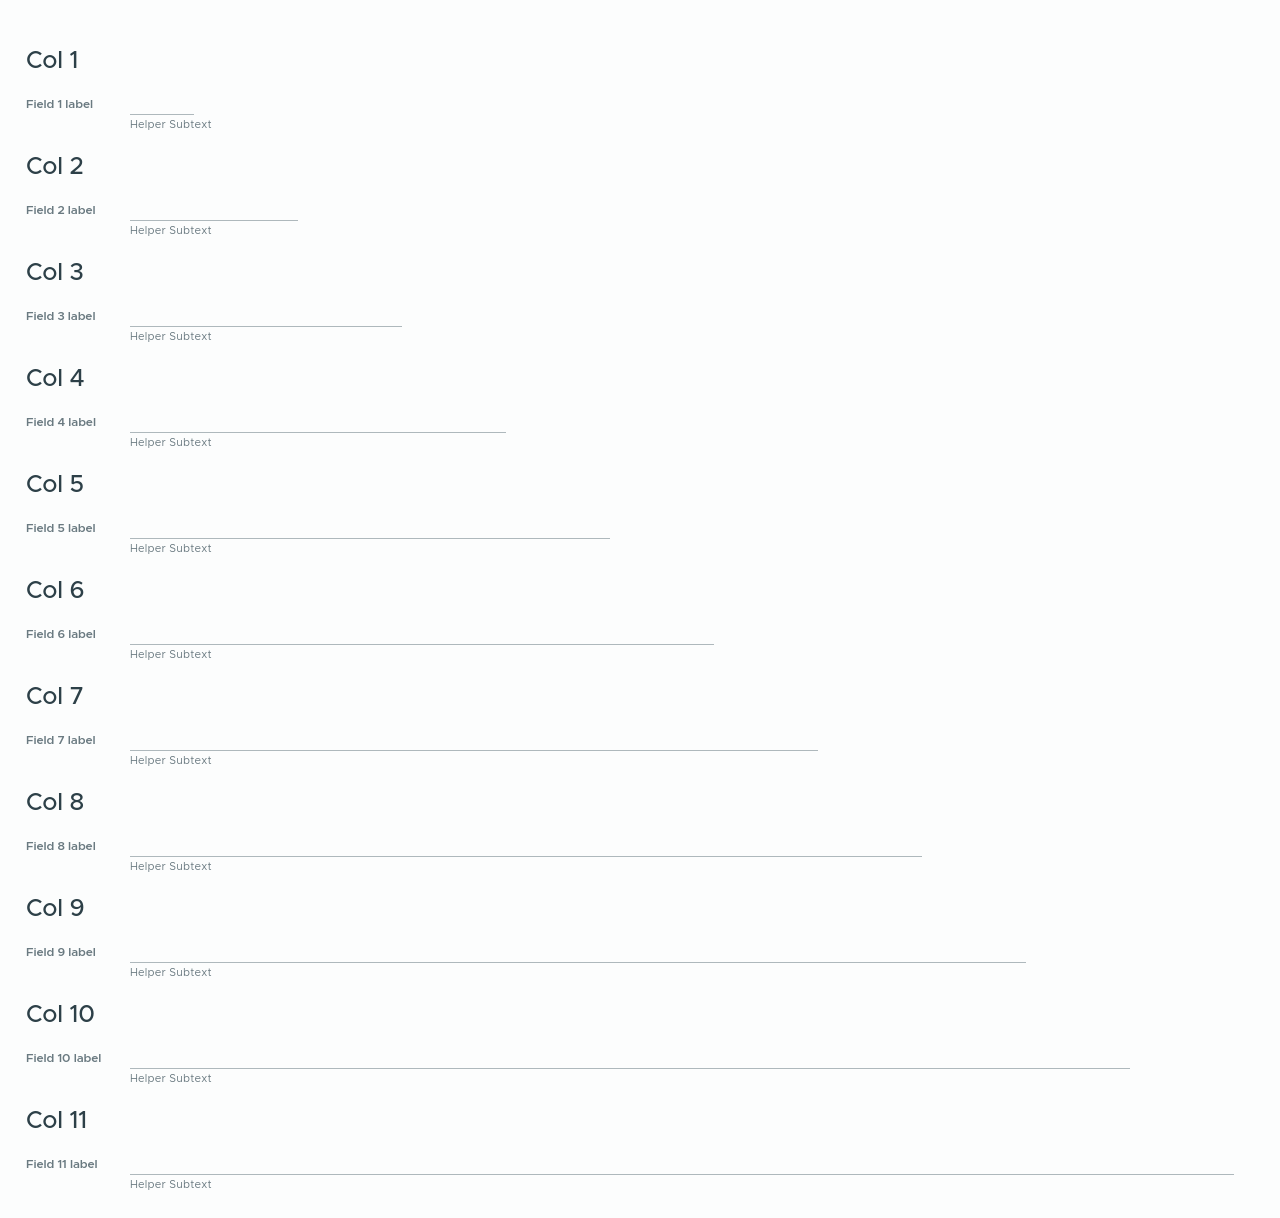 Col 1
Field 1 label
Helper Subtext
Col 2
Field 2 label
Helper Subtext
Col 3
Field 3 label
Helper Subtext
Col 4
Field 4 label
Helper Subtext
Col 5
Field 5 label
Helper Subtext
Col 6
Field 6 label
Helper Subtext
Col 7
Field 7 label
Helper Subtext
Col 8
Field 8 label
Helper Subtext
Col 9
Field 9 label
Helper Subtext
Col 10
Field 10 label
Helper Subtext
Col 11
Field 11 label
Helper Subtext